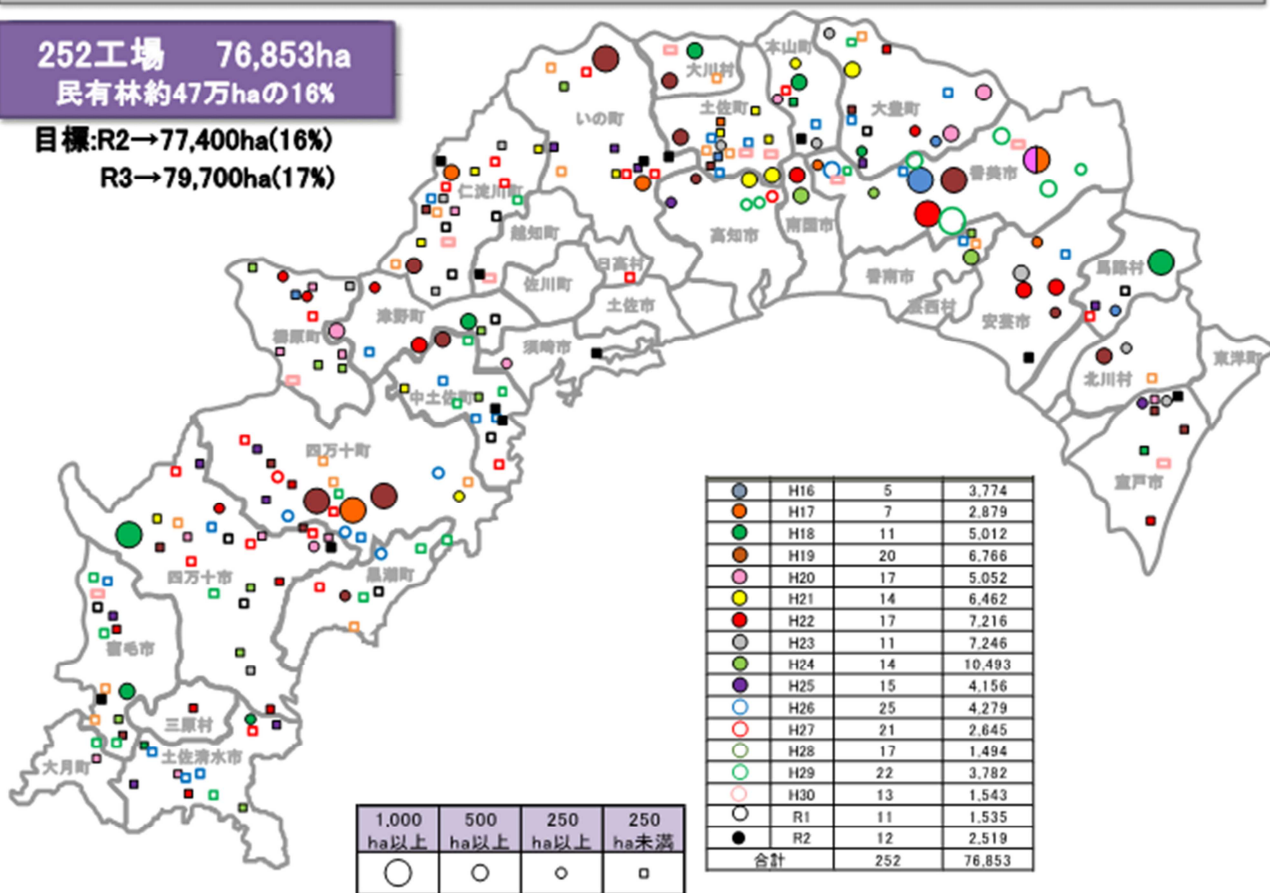 252工場 76,853ha
民有林約47万haの16%
目標:R2→77,400ha(16%)
R3→79,700ha(17%)
本山町
大川村
土佐町
大豊町
いの町
仁淀川町
香美市
越知町
高知市
南国市
日高村
佐川町
土佐市
香南市
芸西村
安芸市
馬路村
北川村
東洋町
室戸市
津野町
梼原町
須崎市
中土佐町
四万十町
四万十市
黒潮町
宿毛市
三原村
大月町
土佐清水市
H16 5 3,774
H17 7 2,879
H18 11 5,012
H19 20 6,766
H20 17 5,052
H21 14 6,462
H22 17 7,216
H23 11 7,246
H24 14 10,493
H25 15 4,156
H26 25 4,279
H27 21 2,645
H28 17 1,494
H29 22 3,782
H30 13 1,543
R1 11 1,535
R2 12 2,519
合計 252 76,853
1,000 500 250 250
ha以上 ha以上 ha以上 ha未満